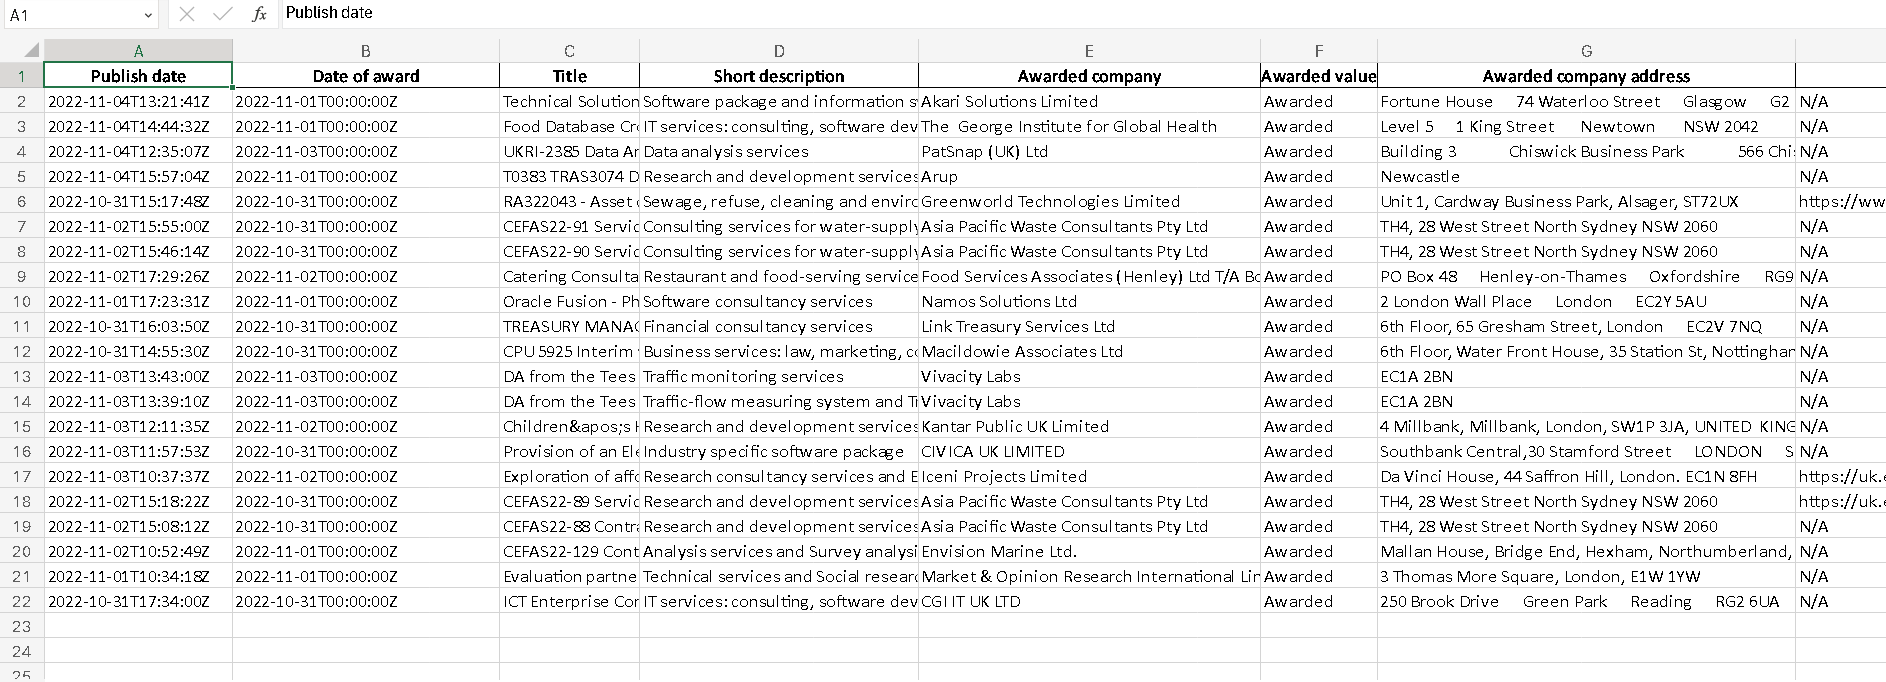 A1 fx Publish date
A B C D E F G
1 Publish date Date of award Title Short description Awarded company Awarded value Awarded company address
2 2022-11-04T13:21:41Z 2022-11-01T00:00:00Z Technical Solution Software package and information s Akari Solutions Limited Awarded Fortune House 74 Waterloo Street Glasgow G2 N/A
3 2022-11-04T14:44:32Z 2022-11-01T00:00:00Z Food Database Cr IT services: consulting, software dev The George Institute for Global Health Awarded Level 5 1 King Street Newtown NSW 2042 N/A
4 2022-11-04T12:35:07Z 2022-11-03T00:00:00Z UKRI-2385 Data Ar Data analysis services PatSnap (UK) Ltd Awarded Building 3 Chiswick Business Park 566 Chi N/A
5 2022-11-04T15:57:04Z 2022-11-01T00:00:00Z T0383 TRAS3074 D Research and development services Arup Awarded Newcastle N/A
6 2022-10-31T15:17:48Z 2022-10-31T00:00:00Z RA322043 - Asset Sewage, refuse, cleaning and enviro Greenworld Technologies Limited Awarded Unit 1, Cardway Business Park, Alsager, ST72UX https://ww
7 2022-11-02T15:55:00Z 2022-10-31T00:00:00Z CEFAS22-91 Servic Consulting services for water-supply Asia Pacific Waste Consultants Pty Ltd Awarded TH4, 28 West Street North Sydney NSW 2060 N/A
8 2022-11-02T15:46:14Z 2022-10-31T00:00:00Z CEFAS22-90 Servic Consulting services for water-supply Asia Pacific Waste Consultants Pty Ltd Awarded TH4, 28 West Street North Sydney NSW 2060 N/A
9 2022-11-02T17:29:26Z 2022-11-02T00:00:00Z Catering Consulta Restaurant and food-serving service Food Services Associates (Henley) Ltd T/A Bo Awarded PO Box 48 Henley-on-Thames Oxfordshire RG9 N/A
10 2022-11-01T17:23:31Z 2022-11-01T00:00:00Z Oracle Fusion - Ph Software consultancy services Namos Solutions Ltd Awarded 2 London Wall Place London EC2Y 5AU N/A
11 2022-10-31T16:03:50Z 2022-10-31T00:00:00Z TREASURY MANAG Financial consultancy services Link Treasury Services Ltd Awarded 6th Floor, 65 Gresham Street, London EC2V 7NQ N/A
12 2022-10-31T14:55:30Z 2022-10-31T00:00:00Z CPU 5925 Interim Business services: law, marketing, co Macildowie Associates Ltd Awarded 6th Floor, Water Front House, 35 Station St, Nottinghar N/A
13 2022-11-03T13:43:00Z 2022-11-03T00:00:00Z DA from the Tees Traffic monitoring services Vivacity Labs Awarded EC1A 2BN N/A
14 2022-11-03T13:39:10Z 2022-11-03T00:00:00Z DA from the Tees Traffic-flow measuring system and Tr Vivacity Labs Awarded EC1A 2BN N/A
15 2022-11-03T12:11:35Z 2022-11-02T00:00:00Z Children&apos;s H Research and development services Kantar Public UK Limited Awarded 4 Millbank, Millbank, London, SW1P 3JA, UNITED KING N/A
16 2022-11-03T11:57:53Z 2022-10-31T00:00:00Z Provision of an Ele Industry specific software package CIVICA UK LIMITED Awarded Southbank Central,30 Stamford Street LONDON S N/A
17 2022-11-03T10:37:37Z 2022-11-02T00:00:00Z Exploration of affo Research consultancy services and E Iceni Projects Limited Awarded Da Vinci House, 44 Saffron Hill, London. EC1N 8FH https://uk.
18 2022-11-02T15:18:22Z 2022-10-31T00:00:00Z CEFAS22-89 Servic Research and development services Asia Pacific Waste Consultants Pty Ltd Awarded TH4, 28 West Street North Sydney NSW 2060 https://uk.
19 2022-11-02T15:08:12Z 2022-10-31T00:00:00Z CEFAS22-88 Contra Research and development services Asia Pacific Waste Consultants Pty Ltd Awarded TH4, 28 West Street North Sydney NSW 2060 N/A
20 2022-11-02T10:52:49Z 2022-11-01T00:00:00Z CEFAS22-129 Cont Analysis services and Survey analysi Envision Marine Ltd. Awarded Mallan House, Bridge End, Hexham, Northumberland, N/A
21 2022-11-01T10:34:18Z 2022-11-01T00:00:00Z Evaluation partne Technical services and Social researc Market & Opinion Research International Lin Awarded 3 Thomas More Square, London, E1W 1YW N/A
22 2022-10-31T17:34:00Z 2022-10-31T00:00:00Z ICT Enterprise Cor IT services: consulting, software dev CGI IT UK LTD Awarded 250 Brook Drive Green Park Reading RG2 6UA N/A
23
24
25